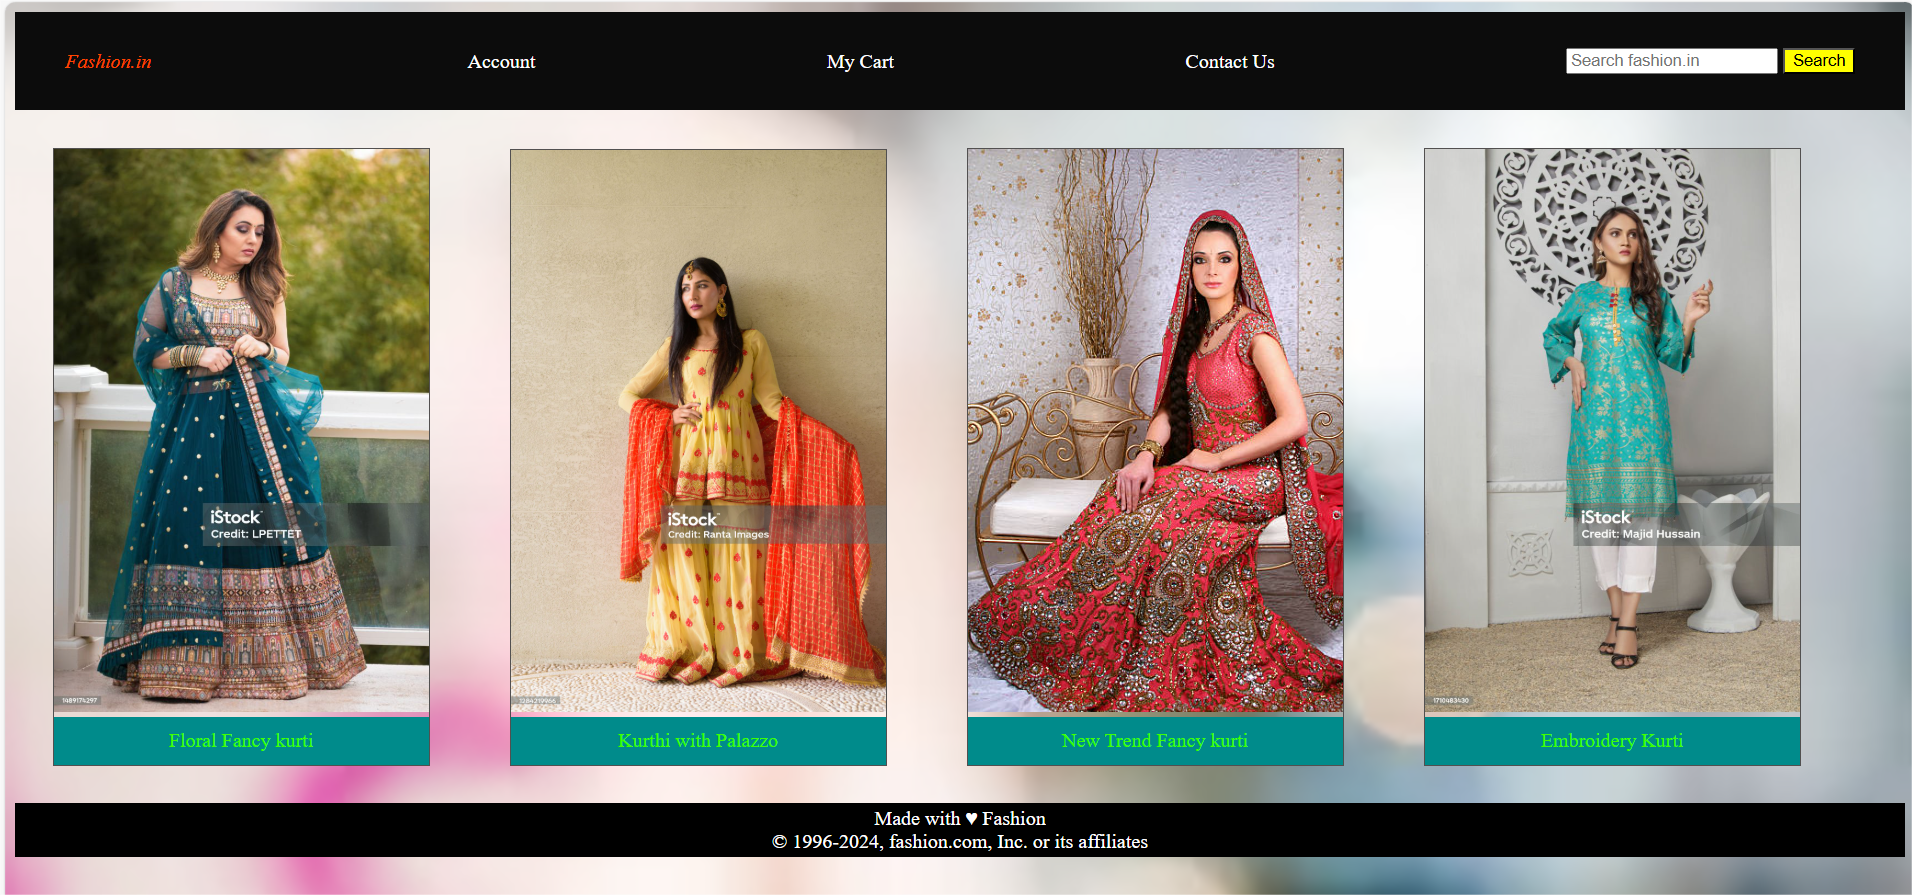 Fashion.in
Account
My Cart
Contact Us
Search fashion.in
Search
iStock
Credit: LPETTET
1489174297
Floral Fancy kurti
iStock
Credit: Ranta Images
Kurthi with Palazzo
New Trend Fancy kurti
iStock
Credit: Majid Hussain
1710483430
Embroidery Kurti
Made with ♥ Fashion
© 1996-2024, fashion.com, Inc. or its affiliates